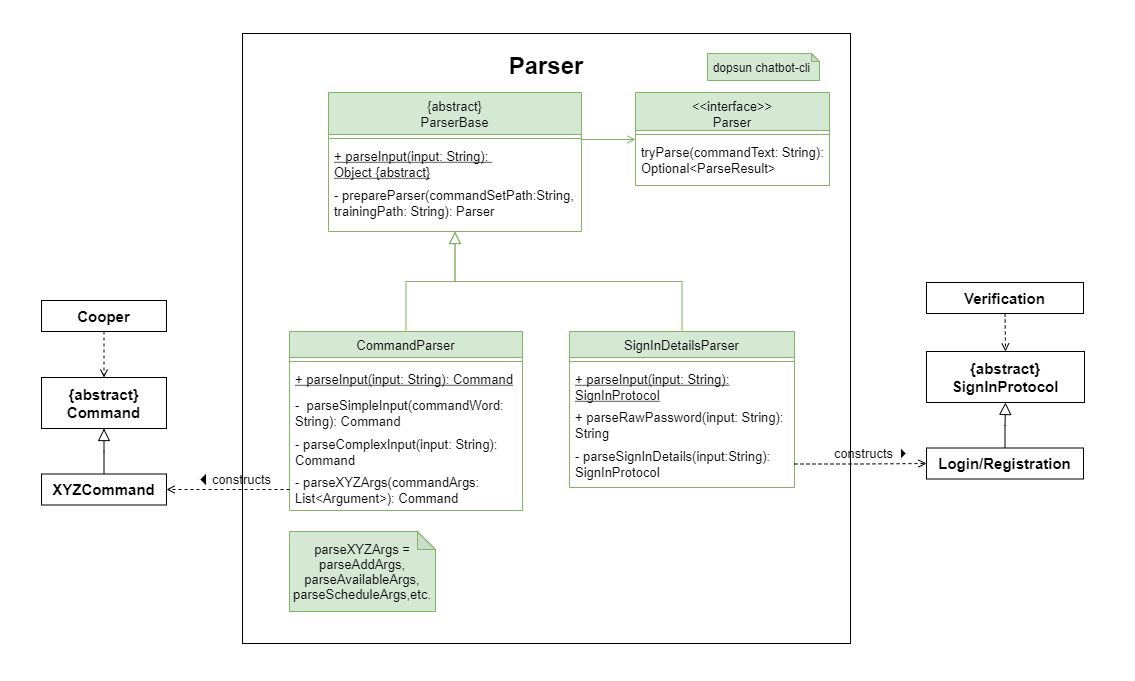 Parser
dopsun chatbot-cli
{abstract}
ParserBase
+ parseInput(input: String):
Object {abstract}
- prepareParser(commandSetPath:String,
trainingPath: String): Parser
<<interface>>
Parser
tryParse(commandText: String):
Optional<ParseResult>
Cooper
{abstract}
Command
XYZCommand
constructs
CommandParser
+ parseInput(input: String): Command
- parseSimpleInput(commandWord:
String): Command
- parseComplexInput(input: String):
Command
- parseXYZArgs(commandArgs:
List<Argument>): Command
SignInDetailsParser
+ parseInput(input: String):
SignInProtocol
+ parseRawPassword(input: String):
String
- parseSignInDetails(input:String):
SignInProtocol
constructs
Verification
{abstract}
SignInProtocol
Login/Registration
parseXYZArgs =
parseAddArgs,
parseAvailableArgs,
parseScheduleArgs,etc.